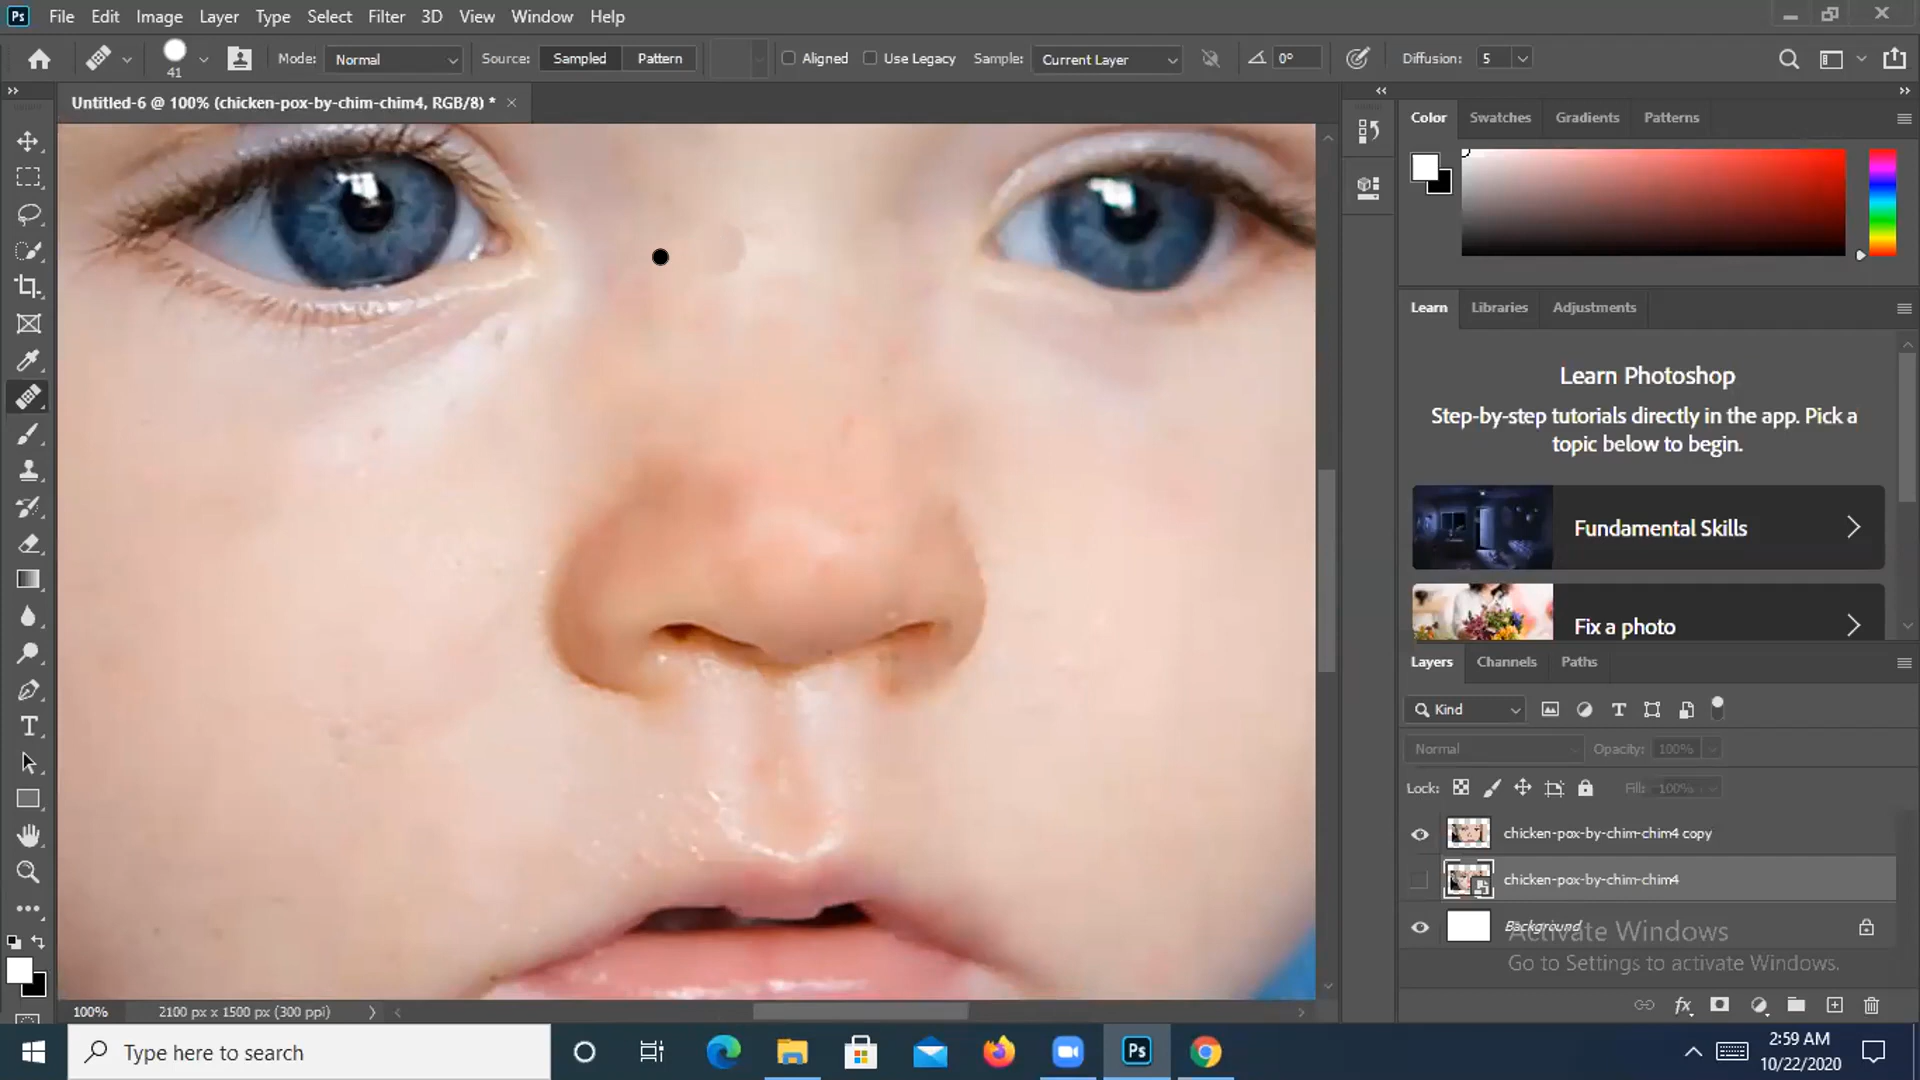 Ps File Edit Image Layer Type Select Filter 3D View Window Help
41 Mode: Normal Source: Sampled Pattern Aligned Use Legacy Sample: Current Layer 0° Diffusion: 5
Untitled-6 @ 100% (chicken-pox-by-chim-chim4, RGB/8) * ×
Color Swatches Gradients Patterns
Learn Libraries Adjustments
Learn Photoshop
Step-by-step tutorials directly in the app. Pick a
topic below to begin.
Fundamental Skills
Fix a photo
Layers Channels Paths
Kind
Normal Opacity: 100%
Lock: Fill: 100%
chicken-pox-by-chim-chim4 copy
chicken-pox-by-chim-chim4
Background
Activate Windows
Go to Settings to activate Windows.
fx
100% 2100 px x 1500 px (300 ppi)
Type here to search
Ps
2:59 AM
10/22/2020